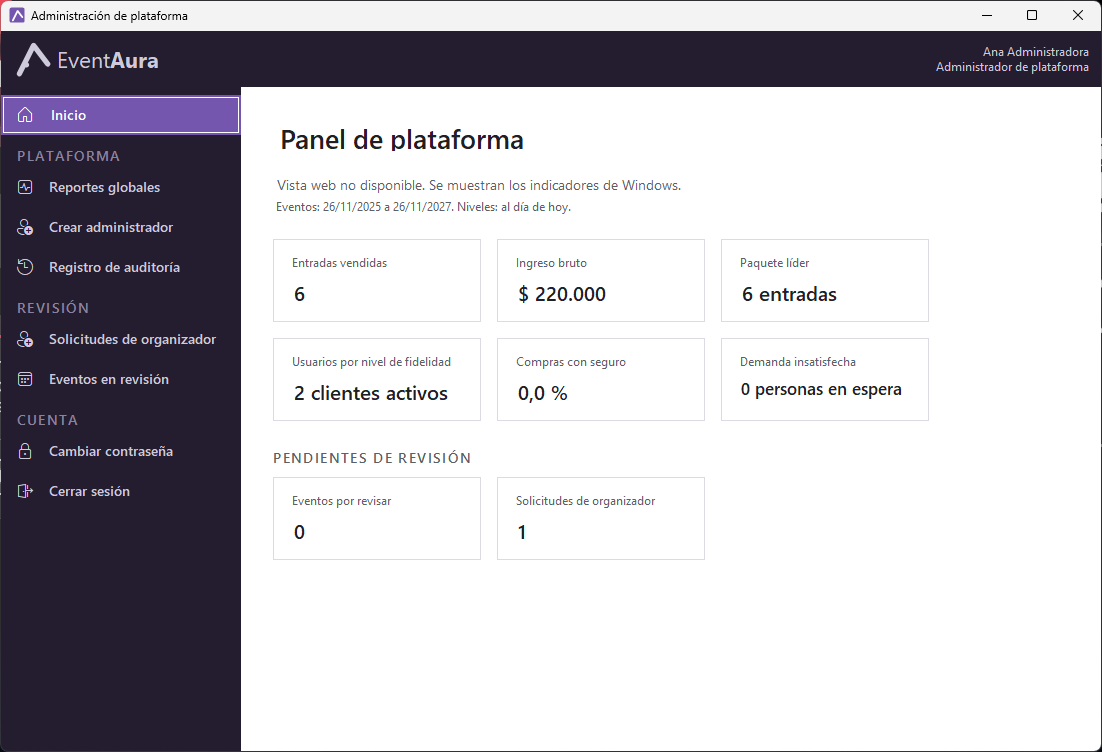 Administración de plataforma
EventAura
Ana Administradora
Administrador de plataforma
Inicio
PLATAFORMA
Reportes globales
Crear administrador
Registro de auditoría
REVISIÓN
Solicitudes de organizador
Eventos en revisión
CUENTA
Cambiar contraseña
Cerrar sesión
Panel de plataforma
Vista web no disponible. Se muestran los indicadores de Windows.
Eventos: 26/11/2025 a 26/11/2027. Niveles: al día de hoy.
Entradas vendidas
6
Ingreso bruto
$ 220.000
Paquete líder
6 entradas
Usuarios por nivel de fidelidad
2 clientes activos
Compras con seguro
0,0 %
Demanda insatisfecha
0 personas en espera
PENDIENTES DE REVISIÓN
Eventos por revisar
0
Solicitudes de organizador
1